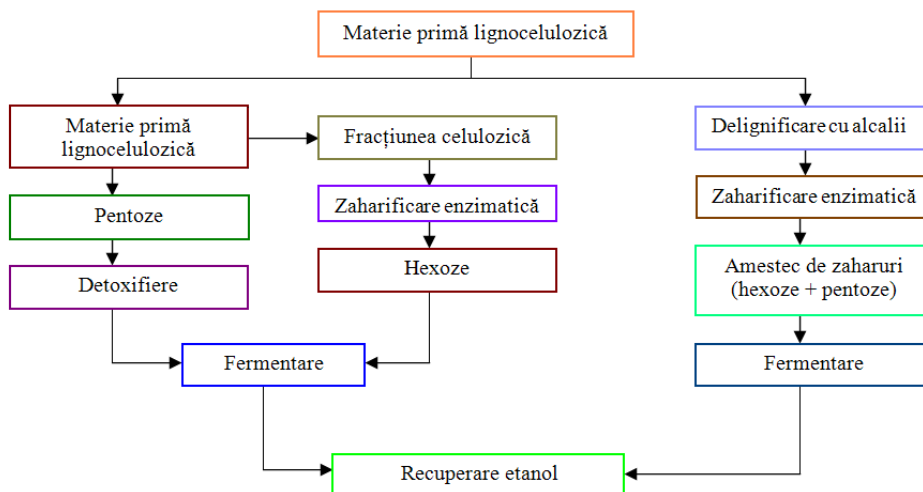 Materie primă lignocelulozică
Materie primă
lignocelulozică
Fracțiunea celulozică
Delignificare cu alcalii
Pentoze
Zaharificare enzimatică
Zaharificare enzimatică
Detoxifiere
Hexoze
Amestec de zaharuri
(hexoze + pentoze)
Fermentare
Fermentare
Recuperare etanol